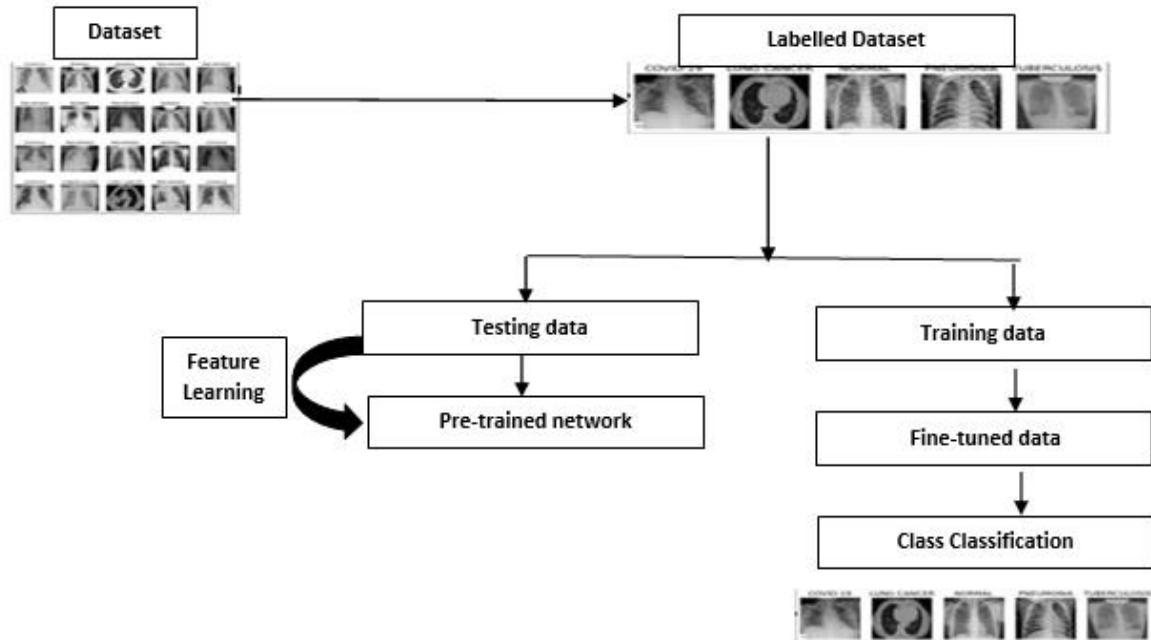 Dataset
Labelled Dataset
COVID 19 LUNG CANCER NORMAL PNEUMONIA TUBERCULOSIS
Testing data
Training data
Feature
Learning
Pre-trained network
Fine-tuned data
Class Classification
COVID 19 LUNG CANCER NORMAL PNEUMONIA TUBERCULOSIS